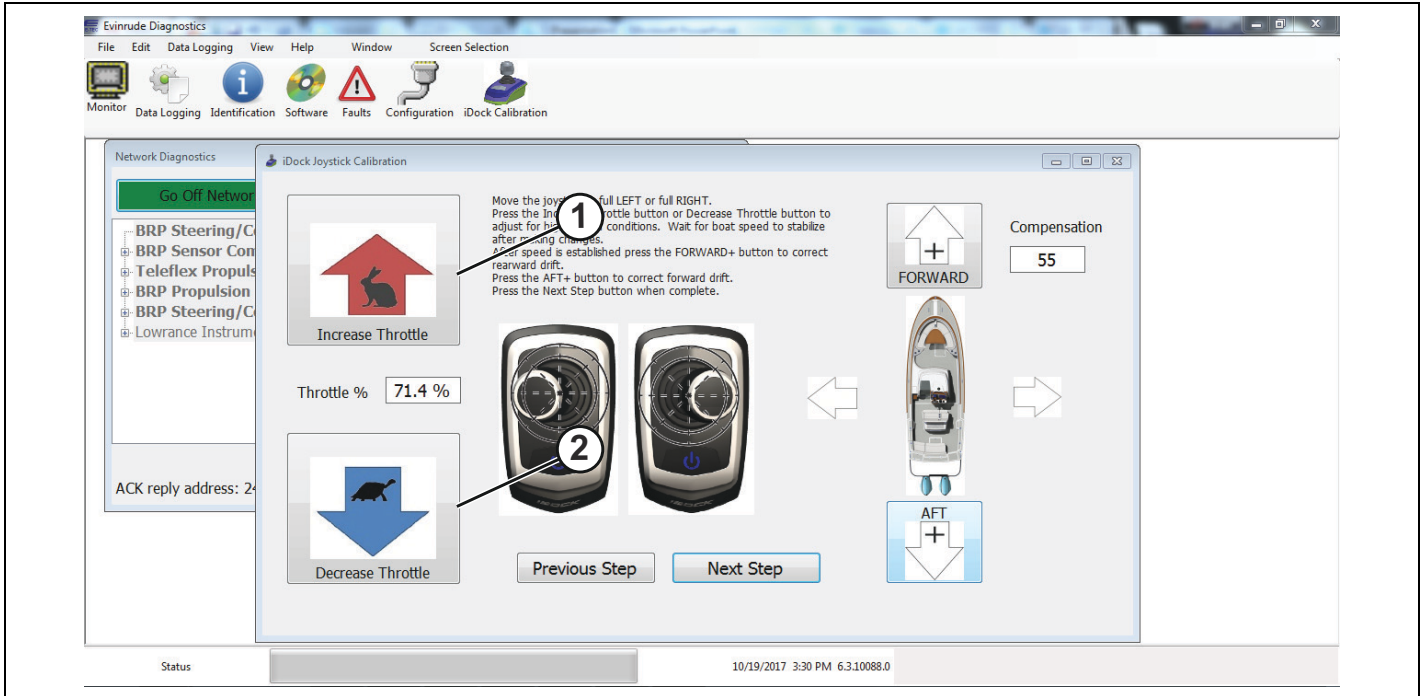 Evinrude Diagnostics
File Edit Data Logging View Help Window Screen Selection
Monitor Data Logging Identification Software Faults Configuration iDock Calibration
Network Diagnostics
Go Off Networ
BRP Steering/C
BRP Sensor Con
Teleflex Propuls
BRP Propulsion
BRP Steering/C
Lowrance Instrume
ACK reply address: 24
iDock Joystick Calibration
Increase Throttle
Throttle % 71.4 %
Decrease Throttle
Move the joys full LEFT or full RIGHT.
Press the Inc rottle button or Decrease Throttle button to
adjust for hig conditions. Wait for boat speed to stabilize
after making changes.
After speed is established press the FORWARD+ button to correct
rearward drift.
Press the AFT+ button to correct forward drift.
Press the Next Step button when complete.
1
2
Previous Step Next Step
+
FORWARD
Compensation
55
AFT
+
Status 10/19/2017 3:30 PM 6.3.10088.0